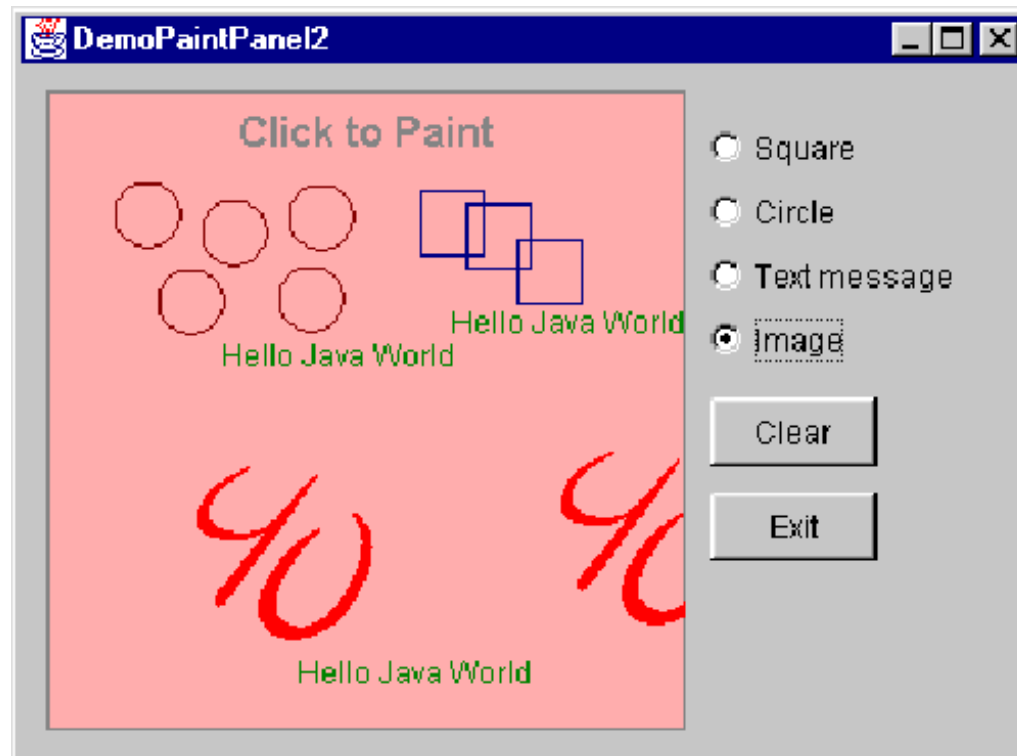 DemoPaintPanel2
Click to Paint
Square
Circle
Text message
Image
Hello Java World
Hello Java World
Clear
Exit
Hello Java World